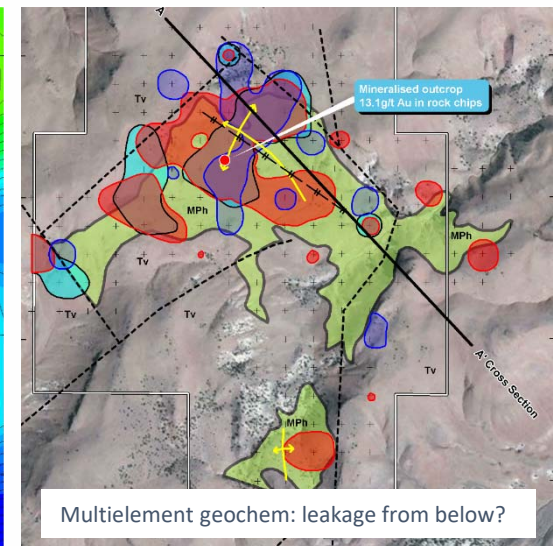 A
Tv
Mineralised outcrop
13.1g/t Au in rock chips
MPh
MPh
Tv
Tv
Tv
Tv
A' Cross Section
MPh
Multielement geochem: leakage from below?